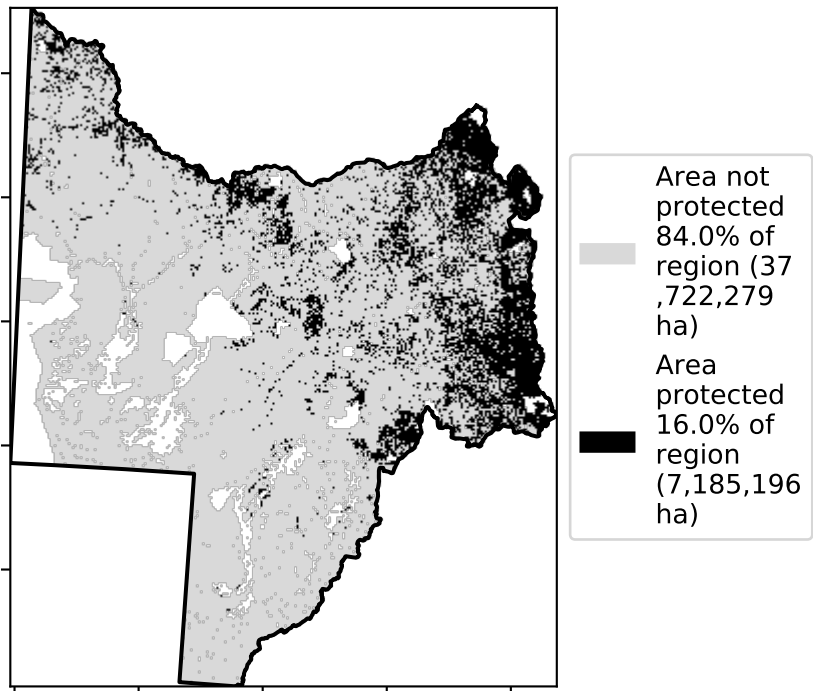 Area not
protected
84.0% of
region (37
,722,279
ha)
Area
protected
16.0% of
region
(7,185,196
ha)